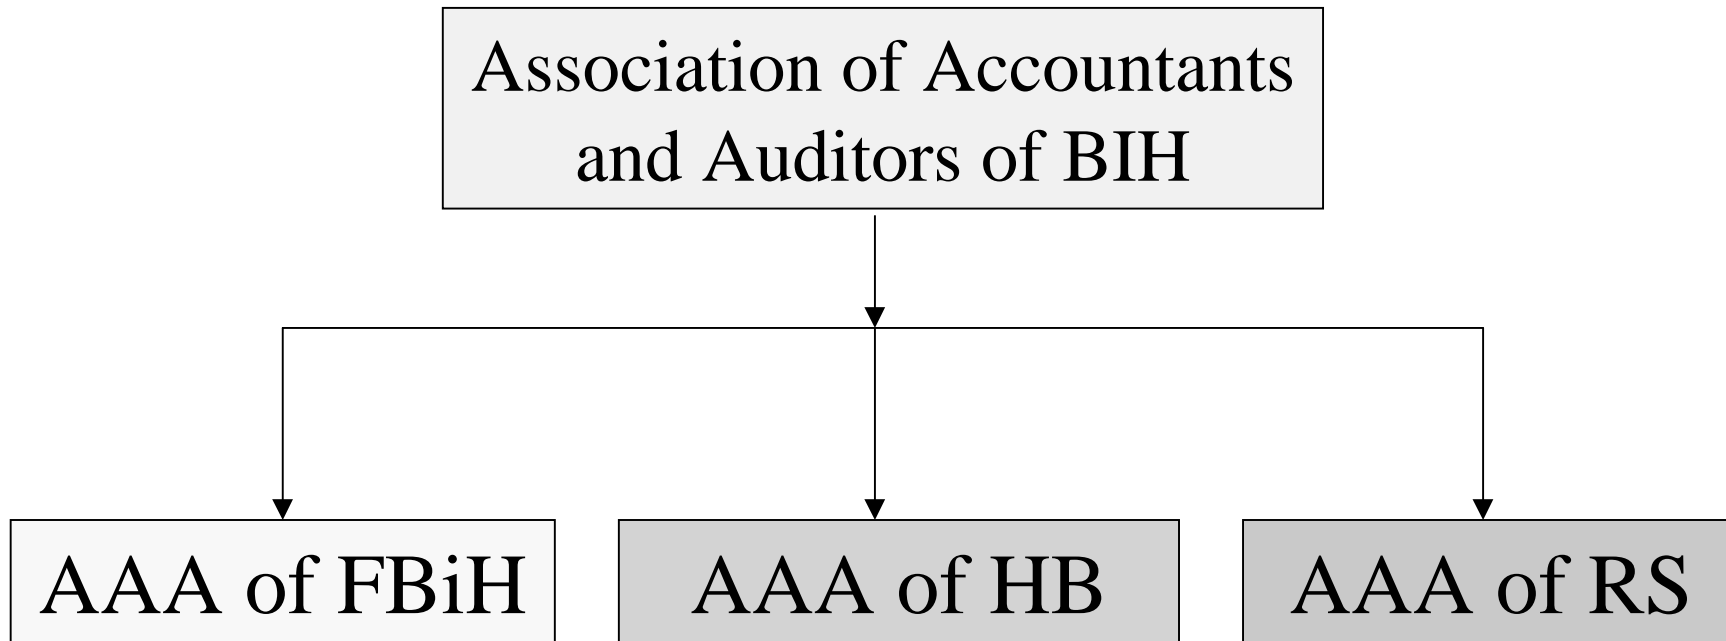 Association of Accountants
and Auditors of BIH
AAA of FBiH
AAA of HB
AAA of RS